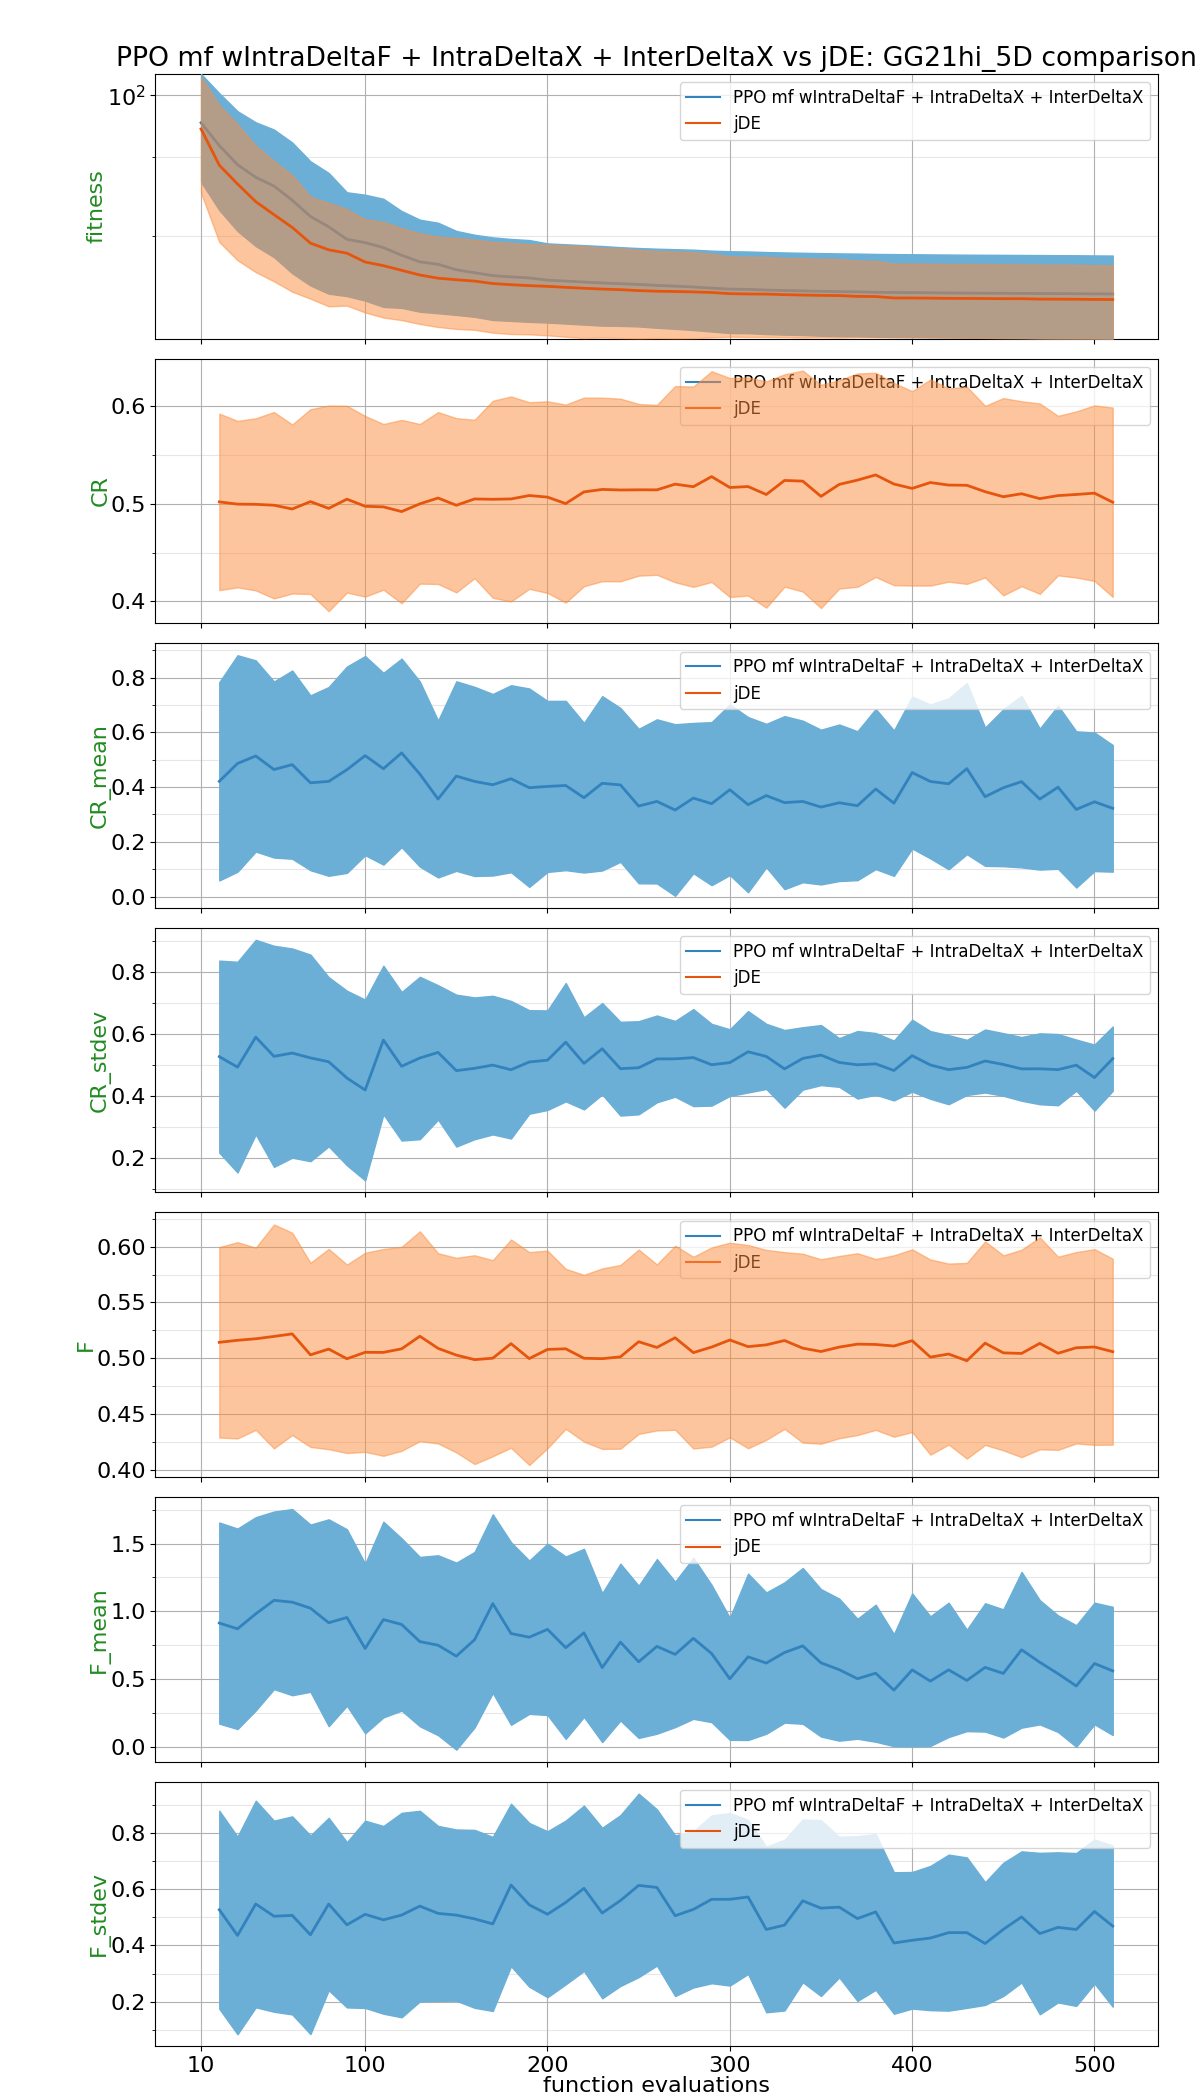 PPO mf wIntraDeltaF + IntraDeltaX + InterDeltaX vs jDE: GG21hi_5D comparison
10²
fitness
PPO mf wIntraDeltaF + IntraDeltaX + InterDeltaX
jDE
0.6
0.5
0.4
CR
PPO mf wIntraDeltaF + IntraDeltaX + InterDeltaX
jDE
0.8
0.6
0.4
0.2
0.0
CR_mean
PPO mf wIntraDeltaF + IntraDeltaX + InterDeltaX
jDE
0.8
0.6
0.4
0.2
CR_stdev
PPO mf wIntraDeltaF + IntraDeltaX + InterDeltaX
jDE
0.60
0.55
0.50
0.45
0.40
F
PPO mf wIntraDeltaF + IntraDeltaX + InterDeltaX
jDE
1.5
1.0
0.5
0.0
F_mean
PPO mf wIntraDeltaF + IntraDeltaX + InterDeltaX
jDE
0.8
0.6
0.4
0.2
F_stdev
PPO mf wIntraDeltaF + IntraDeltaX + InterDeltaX
jDE
10 100 200 300 400 500
function evaluations